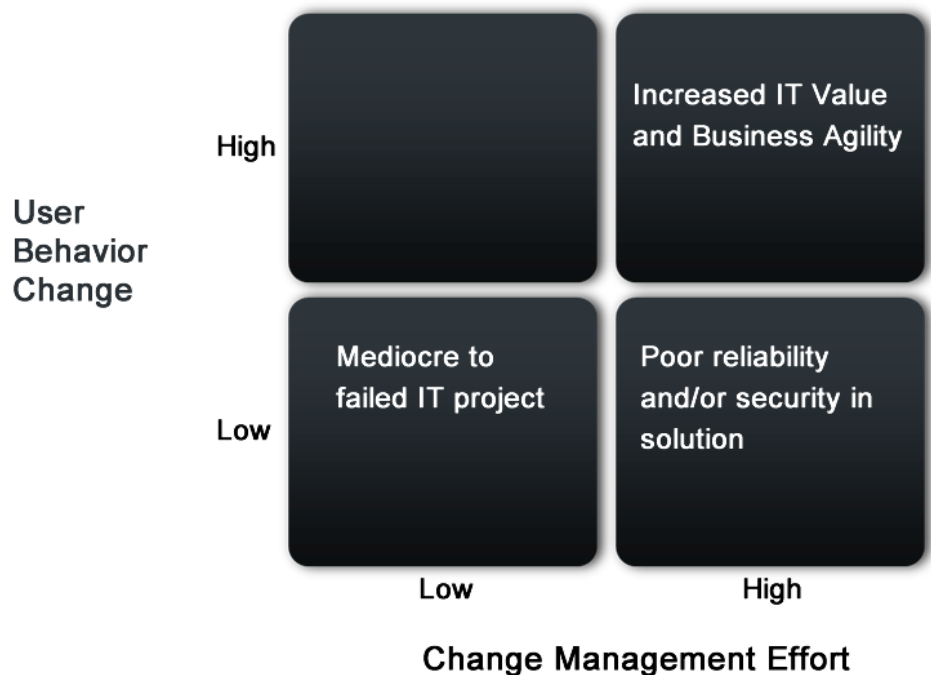 Increased IT Value
and Business Agility
High
User
Behavior
Change
Mediocre to
failed IT project
Poor reliability
and/or security in
solution
Low
Low
High
Change Management Effort